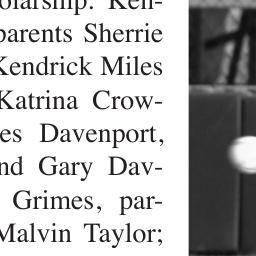 olarship. Ken-
parents Sherrie
Kendrick Miles
Katrina Crow-
es Davenport,
nd Gary Dav-
Grimes, par-
Malvin Taylor;